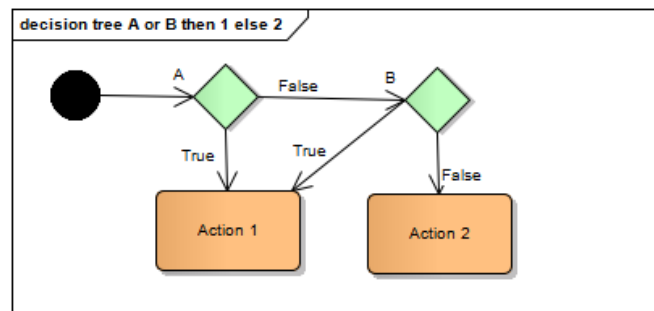 decision tree A or B then 1 else 2
A
False
B
True
True
False
Action 1
Action 2